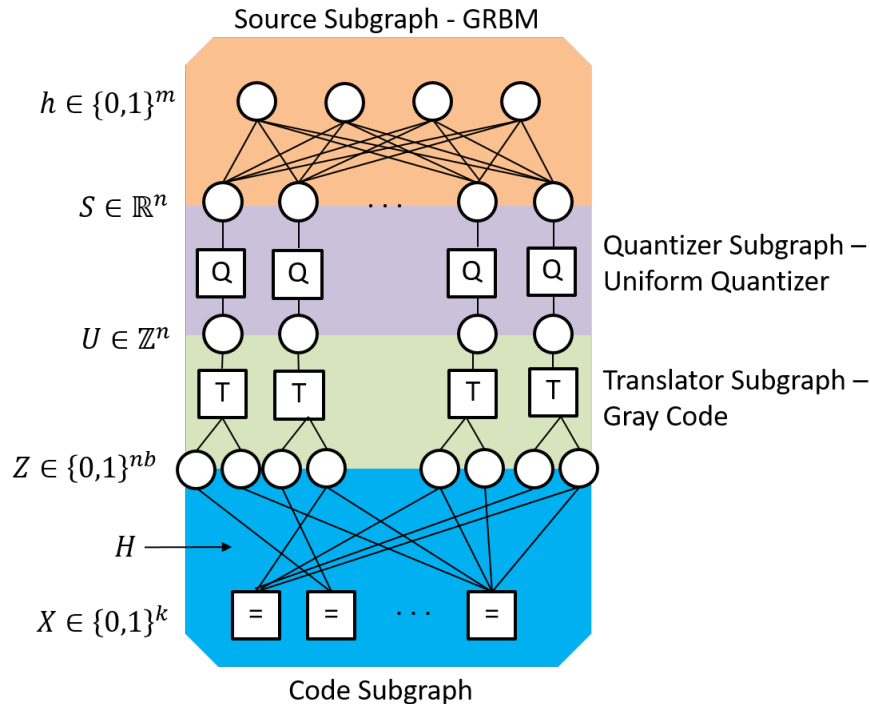 Source Subgraph - GRBM
h ∈ {0,1}^m
S ∈ ℝ^n
. . .
Q Q Q Q
Quantizer Subgraph –
Uniform Quantizer
U ∈ ℤ^n
T T T T
Translator Subgraph –
Gray Code
Z ∈ {0,1}^{nb}
H
X ∈ {0,1}^k
= = . . . =
Code Subgraph